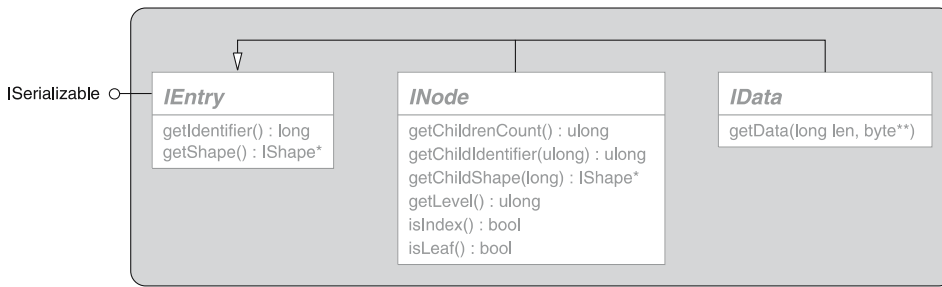 ISerializable
IEntry
getIdentifier() : long
getShape() : IShape*
INode
getChildrenCount() : ulong
getChildIdentifier(ulong) : ulong
getChildShape(long) : IShape*
getLevel() : ulong
isIndex() : bool
isLeaf() : bool
IData
getData(long len, byte**)